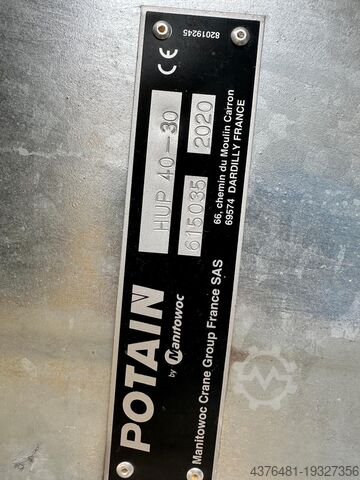 POTAIN
by Manitowoc
HUP 40-30
615035
2020
Manitowoc Crane Group France SAS
66, chemin du Moulin Carron
69574 DARDILLY FRANCE
CE
82019245
4376481-19327356